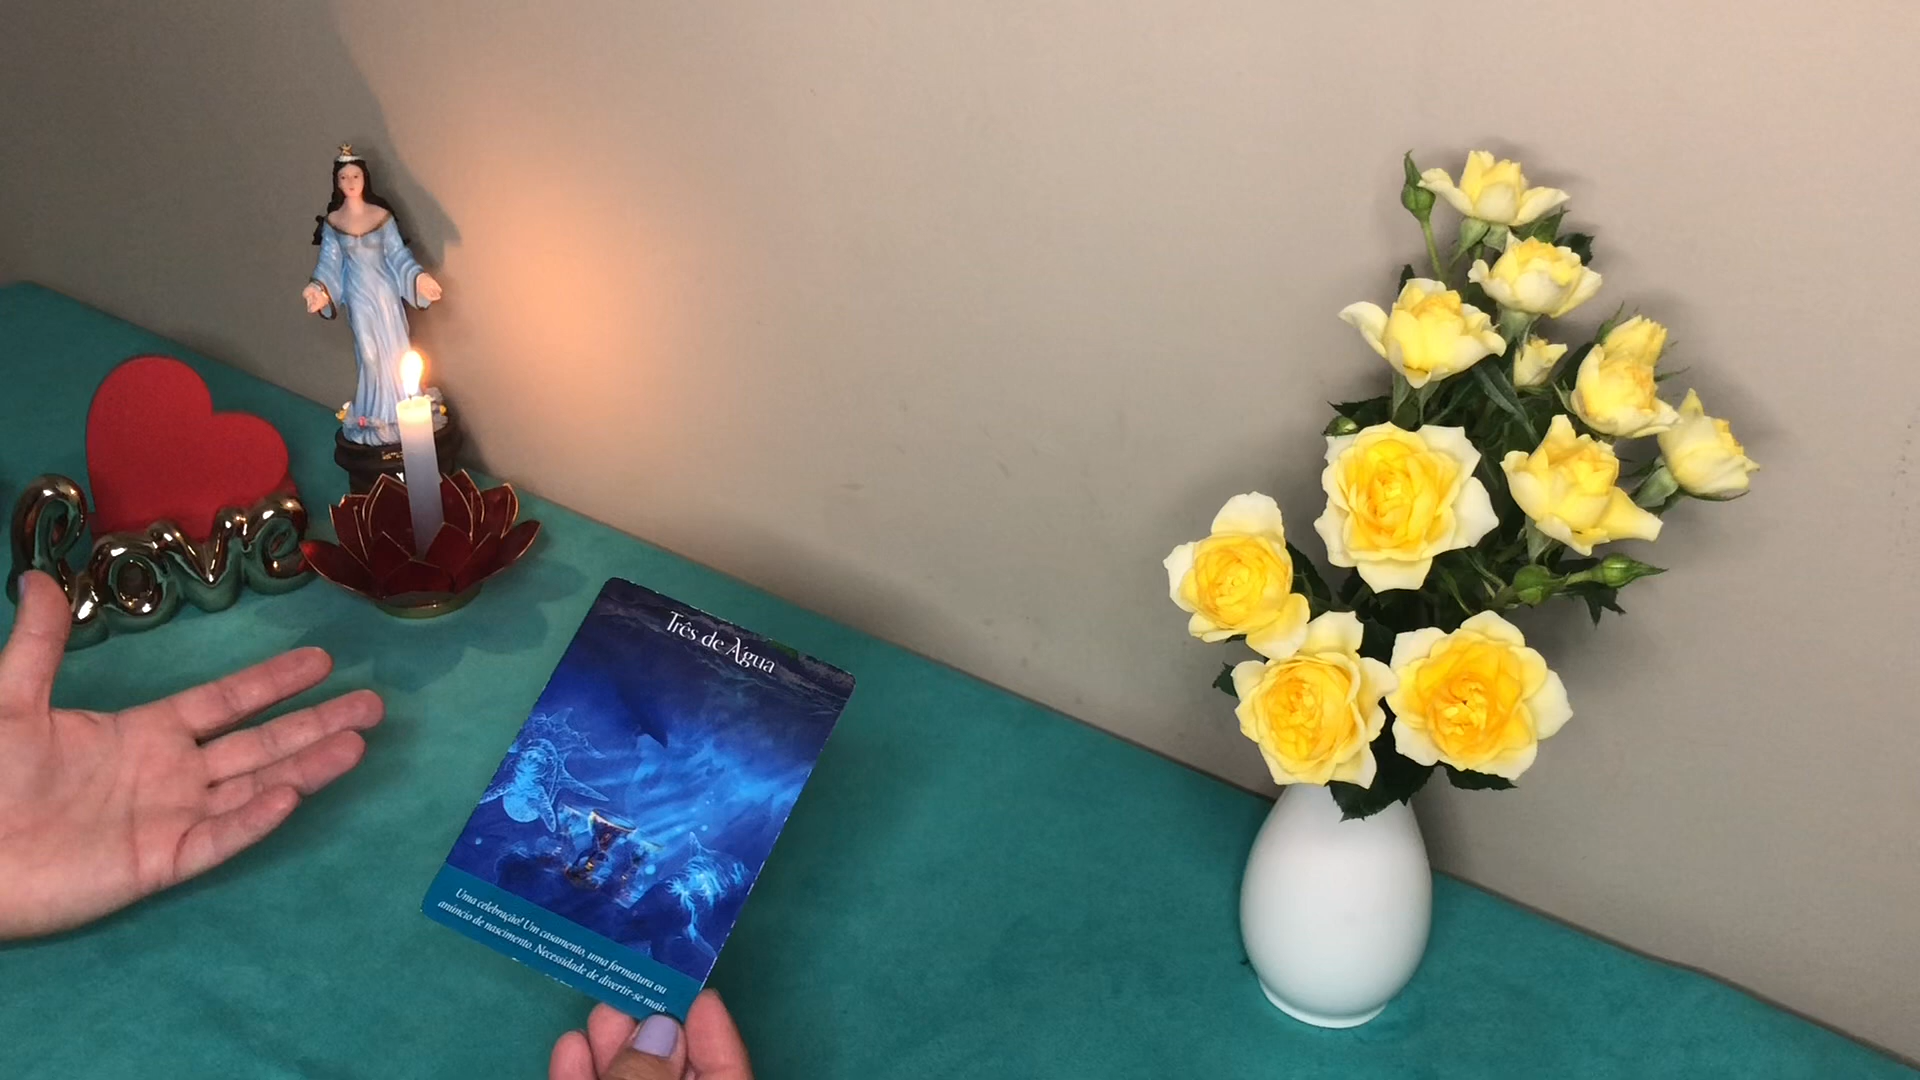 love
Três de Água
Uma celebração! Um casamento, uma formatura ou
anúncio de nascimento. Necessidade de divertir-se mais